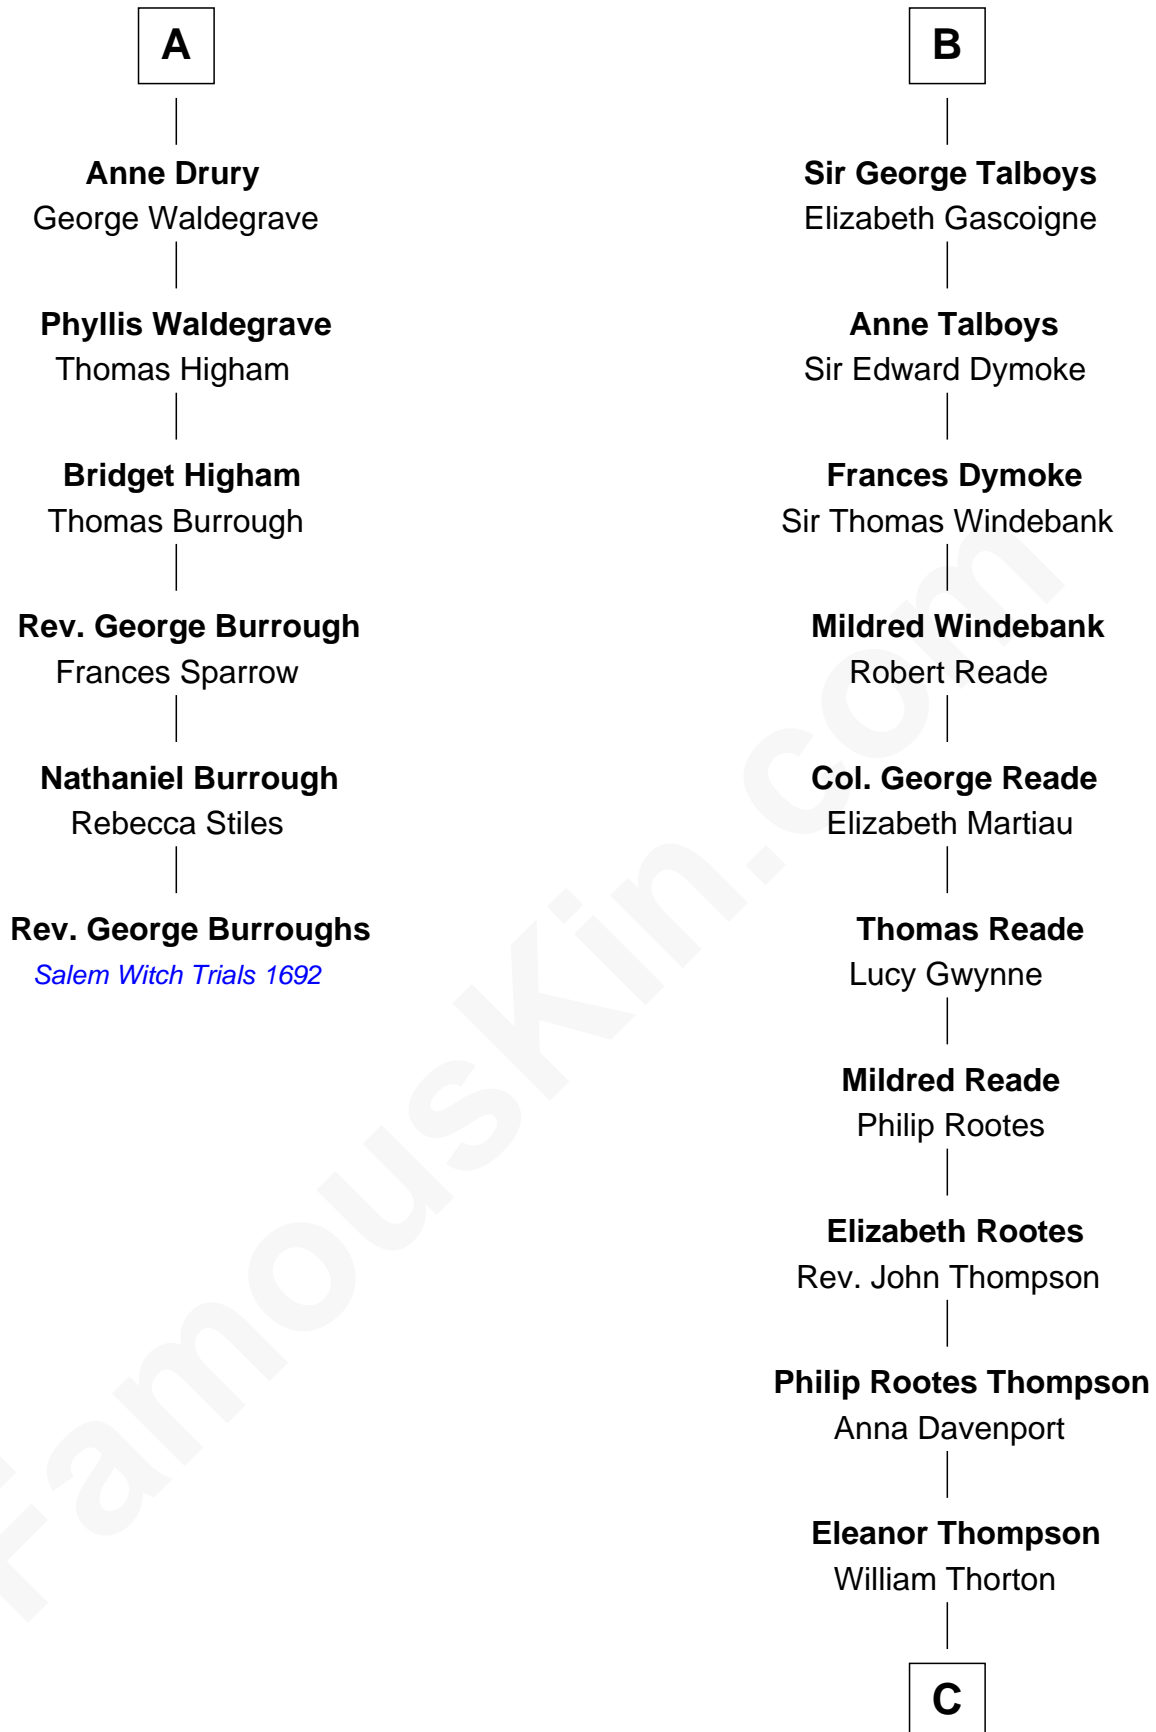 A
Anne Drury
George Waldegrave
Phyllis Waldegrave
Thomas Higham
Bridget Higham
Thomas Burrough
Rev. George Burrough
Frances Sparrow
Nathaniel Burrough
Rebecca Stiles
Rev. George Burroughs
Salem Witch Trials 1692
B
Sir George Talboys
Elizabeth Gascoigne
Anne Talboys
Sir Edward Dymoke
Frances Dymoke
Sir Thomas Windebank
Mildred Windebank
Robert Reade
Col. George Reade
Elizabeth Martiau
Thomas Reade
Lucy Gwynne
Mildred Reade
Philip Rootes
Elizabeth Rootes
Rev. John Thompson
Philip Rootes Thompson
Anna Davenport
Eleanor Thompson
William Thorton
C
FamousKin.com